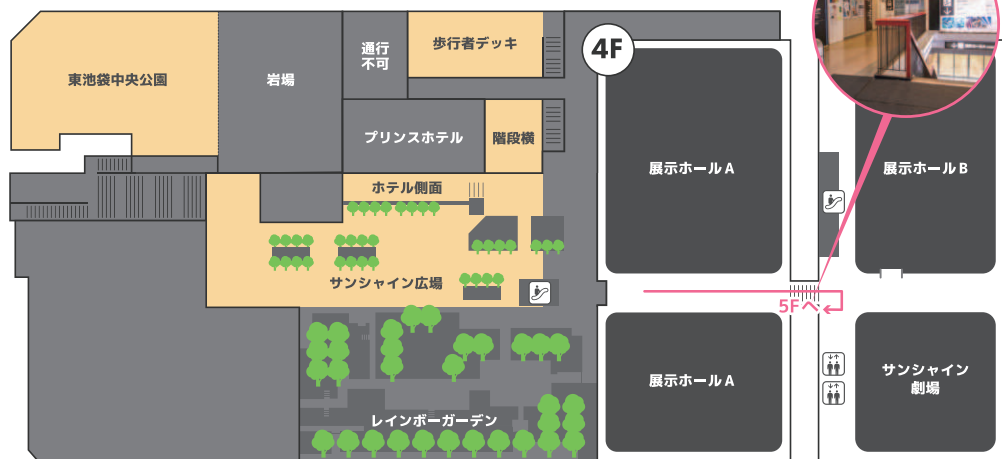 東池袋中央公園
岩場
通行
不可
歩行者デッキ
4F
プリンスホテル
階段横
展示ホールA
展示ホールB
ホテル側面
サンシャイン広場
5Fへ
展示ホールA
サンシャイン
劇場
レインボーガーデン